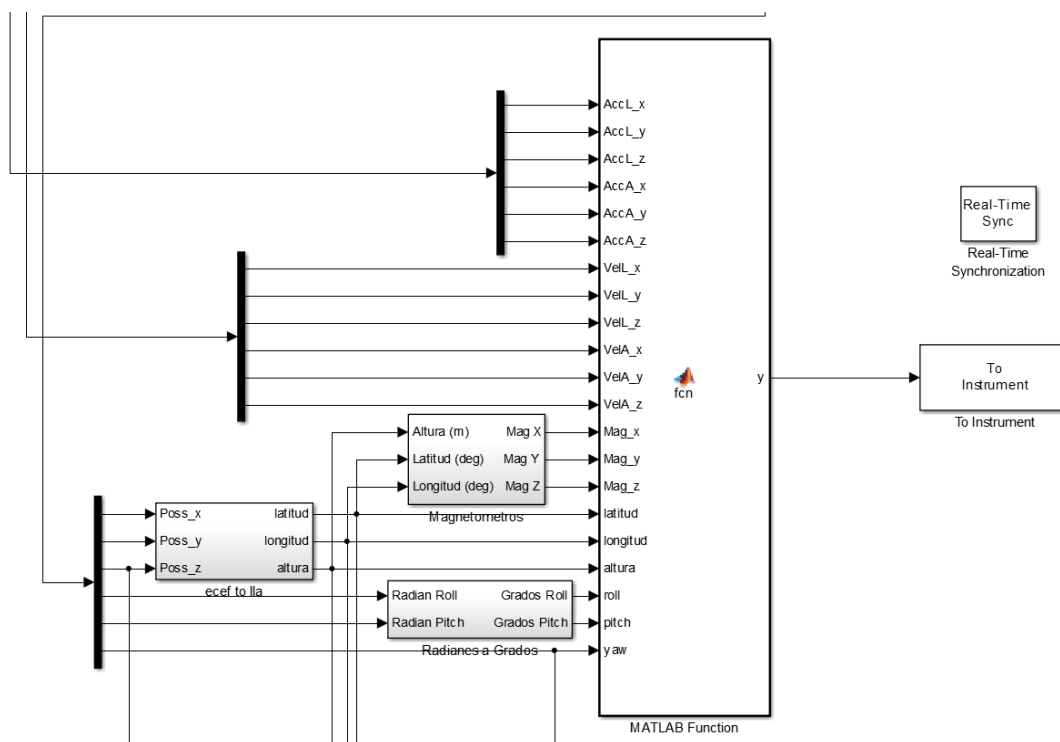 AccL_x
AccL_y
AccL_z
AccA_x
AccA_y
AccA_z
VelL_x
VelL_y
VelL_z
VelA_x
VelA_y
VelA_z
Mag_x
Mag_y
Mag_z
latitud
longitud
altura
roll
pitch
yaw
fcn
y
MATLAB Function
Altura (m) Mag X
Latitud (deg) Mag Y
Longitud (deg) Mag Z
Magnetometros
Poss_x latitud
Poss_y longitud
Poss_z altura
ecef to lla
Radian Roll Grados Roll
Radian Pitch Grados Pitch
Radianes a Grados
Real-Time
Sync
Real-Time
Synchronization
To
Instrument
To Instrument